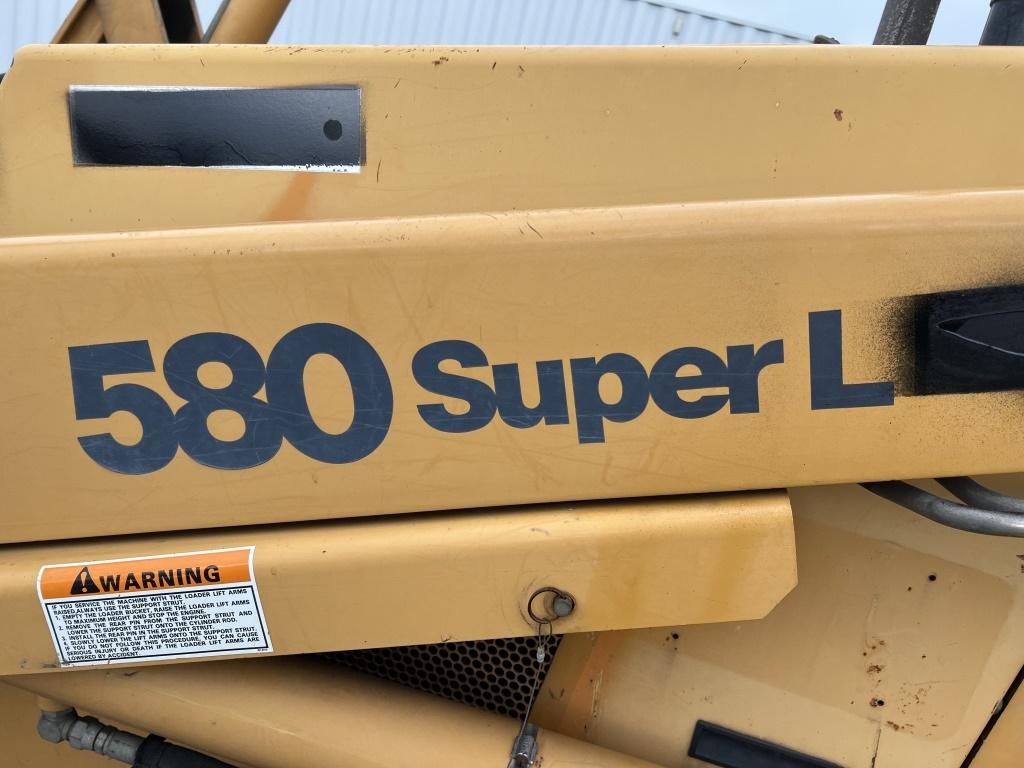 580 Super L
WARNING
IF YOU SERVICE THE MACHINE WITH THE LOADER LIFT ARMS
RAISED, ALWAYS USE THE SUPPORT STRUT.
1. EMPTY THE LOADER BUCKET, RAISE THE LOADER LIFT ARMS
TO MAXIMUM HEIGHT AND STOP THE ENGINE.
2. REMOVE THE REAR PIN FROM THE SUPPORT STRUT AND
LOWER THE SUPPORT STRUT ONTO THE CYLINDER ROD.
3. INSTALL THE REAR PIN IN THE SUPPORT STRUT.
4. SLOWLY LOWER THE LIFT ARMS ONTO THE SUPPORT STRUT.
IF YOU DO NOT FOLLOW THIS PROCEDURE, YOU CAN CAUSE
SERIOUS INJURY OR DEATH IF THE LOADER LIFT ARMS ARE
LOWERED BY ACCIDENT.